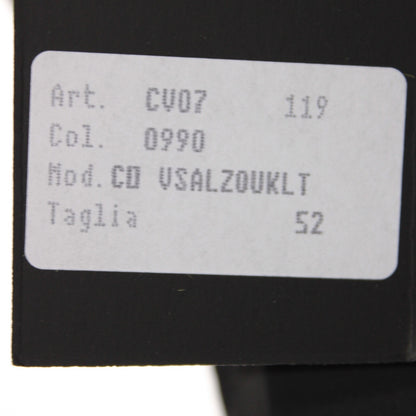 Art. CV07 119
Col. 0990
Mod. CD VSALZOUKLT
Taglia 52